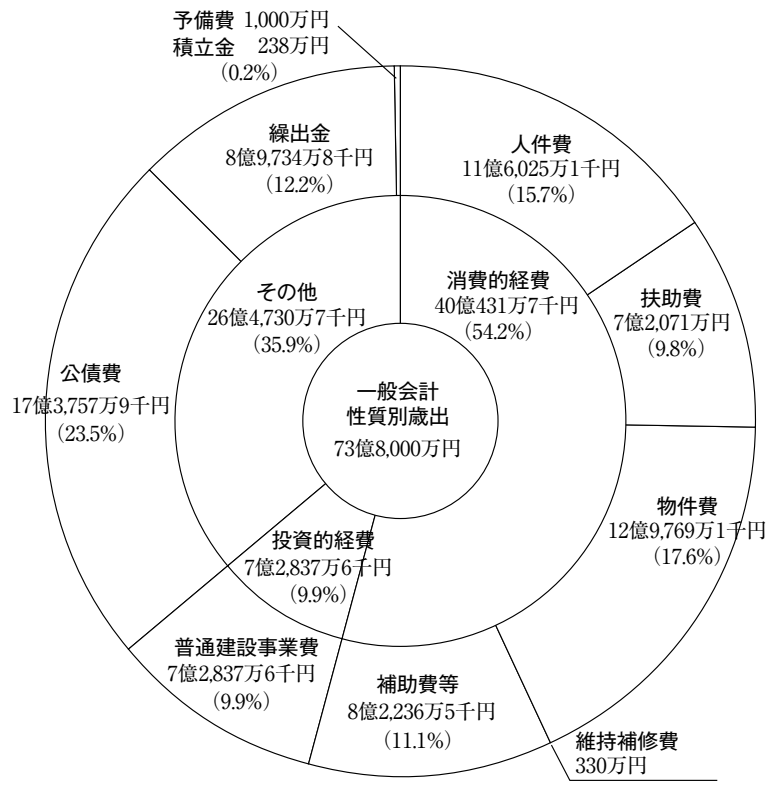 予備費 1,000万円
積立金 238万円
（0.2%）
繰出金
8億9,734万8千円
（12.2%）
人件費
11億6,025万1千円
（15.7%）
その他
26億4,730万7千円
（35.9%）
消費的経費
40億431万7千円
（54.2%）
扶助費
7億2,071万円
（9.8%）
公債費
17億3,757万9千円
（23.5%）
一般会計
性質別歳出
73億8,000万円
物件費
12億9,769万1千円
（17.6%）
投資的経費
7億2,837万6千円
（9.9%）
普通建設事業費
7億2,837万6千円
（9.9%）
補助費等
8億2,236万5千円
（11.1%）
維持補修費
330万円